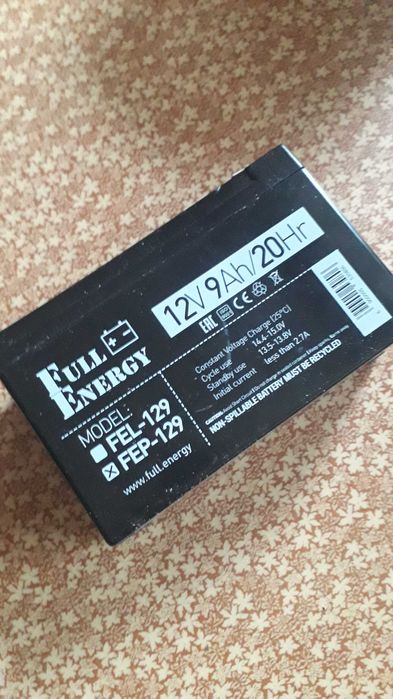 FULL
ENERGY
MODEL:
FEL-129
FEP-129
www.full.energy
12V 9Ah/20Hr
EAC CE
Constant Voltage Charge (25°C)
Cycle use 14.4-15.0V
Standby use 13.5-13.8V
Initial current less than 2.7A
NON-SPILLABLE BATTERY MUST BE RECYCLED